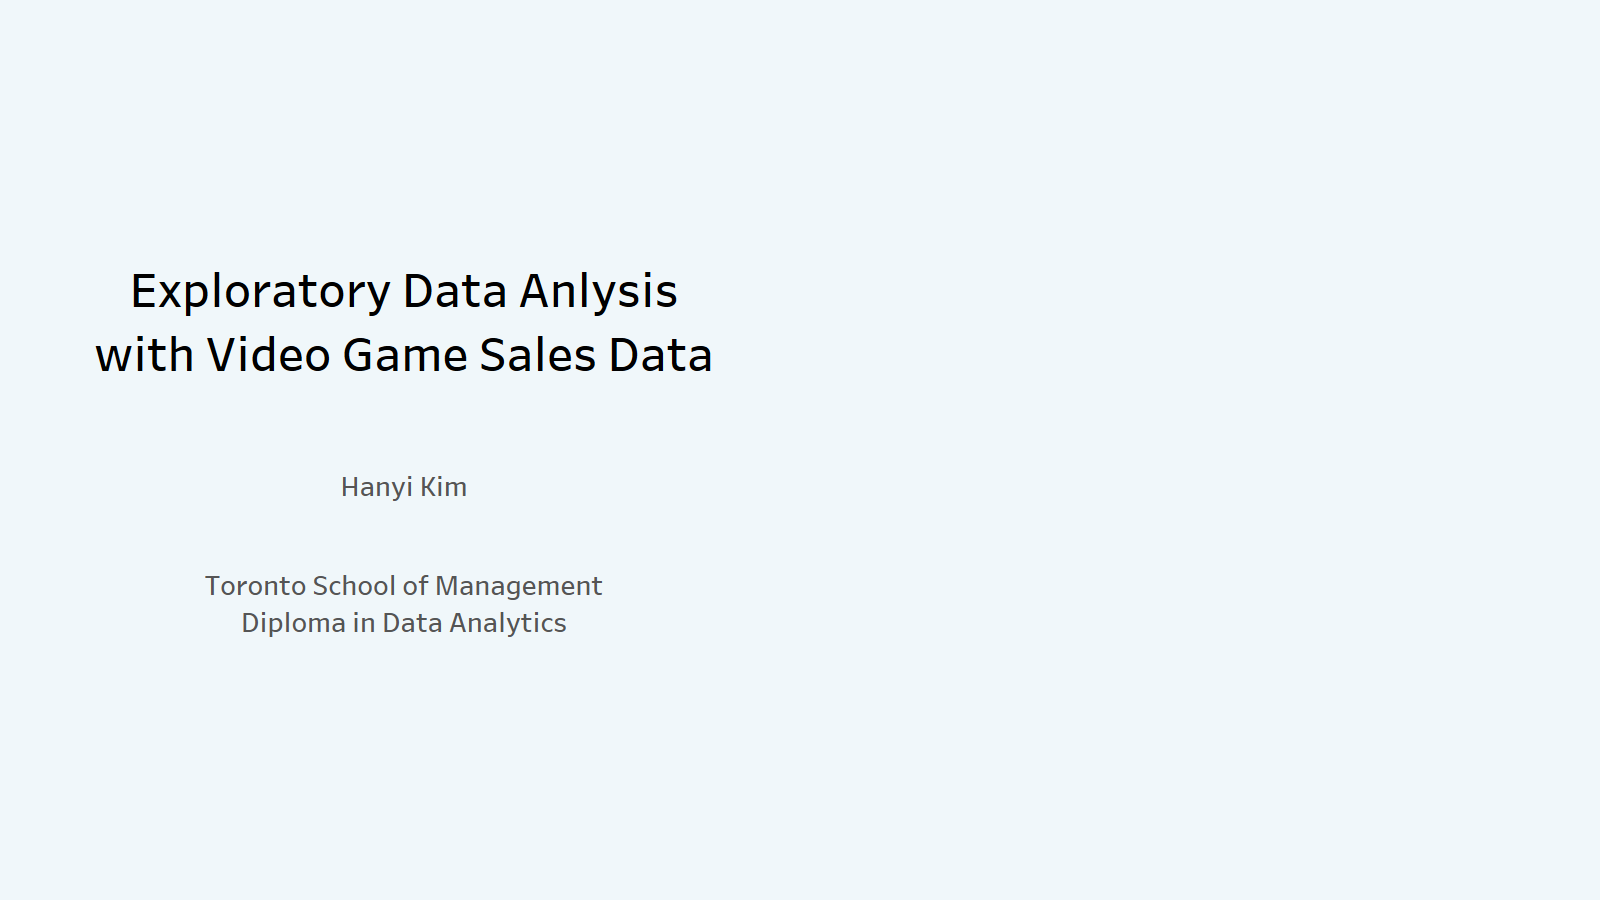 Exploratory Data Anlysis
with Video Game Sales Data
Hanyi Kim
Toronto School of Management
Diploma in Data Analytics